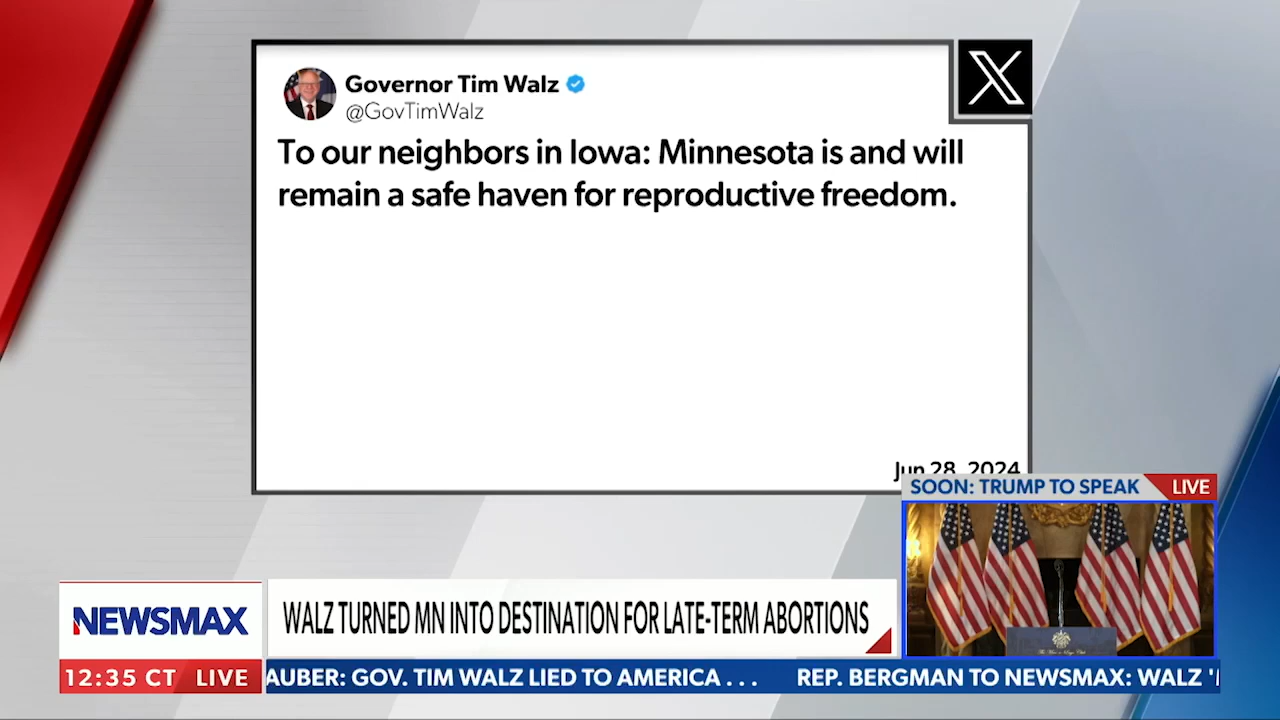 Governor Tim Walz
@GovTimWalz
To our neighbors in Iowa: Minnesota is and will
remain a safe haven for reproductive freedom.
Jun 28, 2024
SOON: TRUMP TO SPEAK LIVE
NEWSMAX
WALZ TURNED MN INTO DESTINATION FOR LATE-TERM ABORTIONS
12:35 CT LIVE
AUBER: GOV. TIM WALZ LIED TO AMERICA . . . REP. BERGMAN TO NEWSMAX: WALZ '